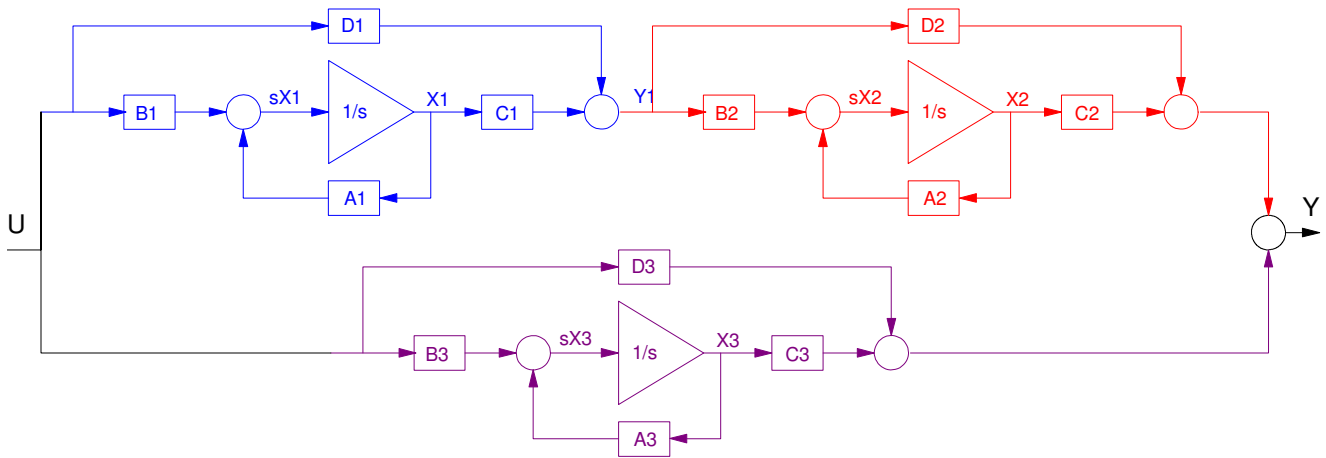 D1
D2
B1
sX1
1/s
X1
C1
Y1
B2
sX2
1/s
X2
C2
A1
A2
U
Y
D3
B3
sX3
1/s
X3
C3
A3